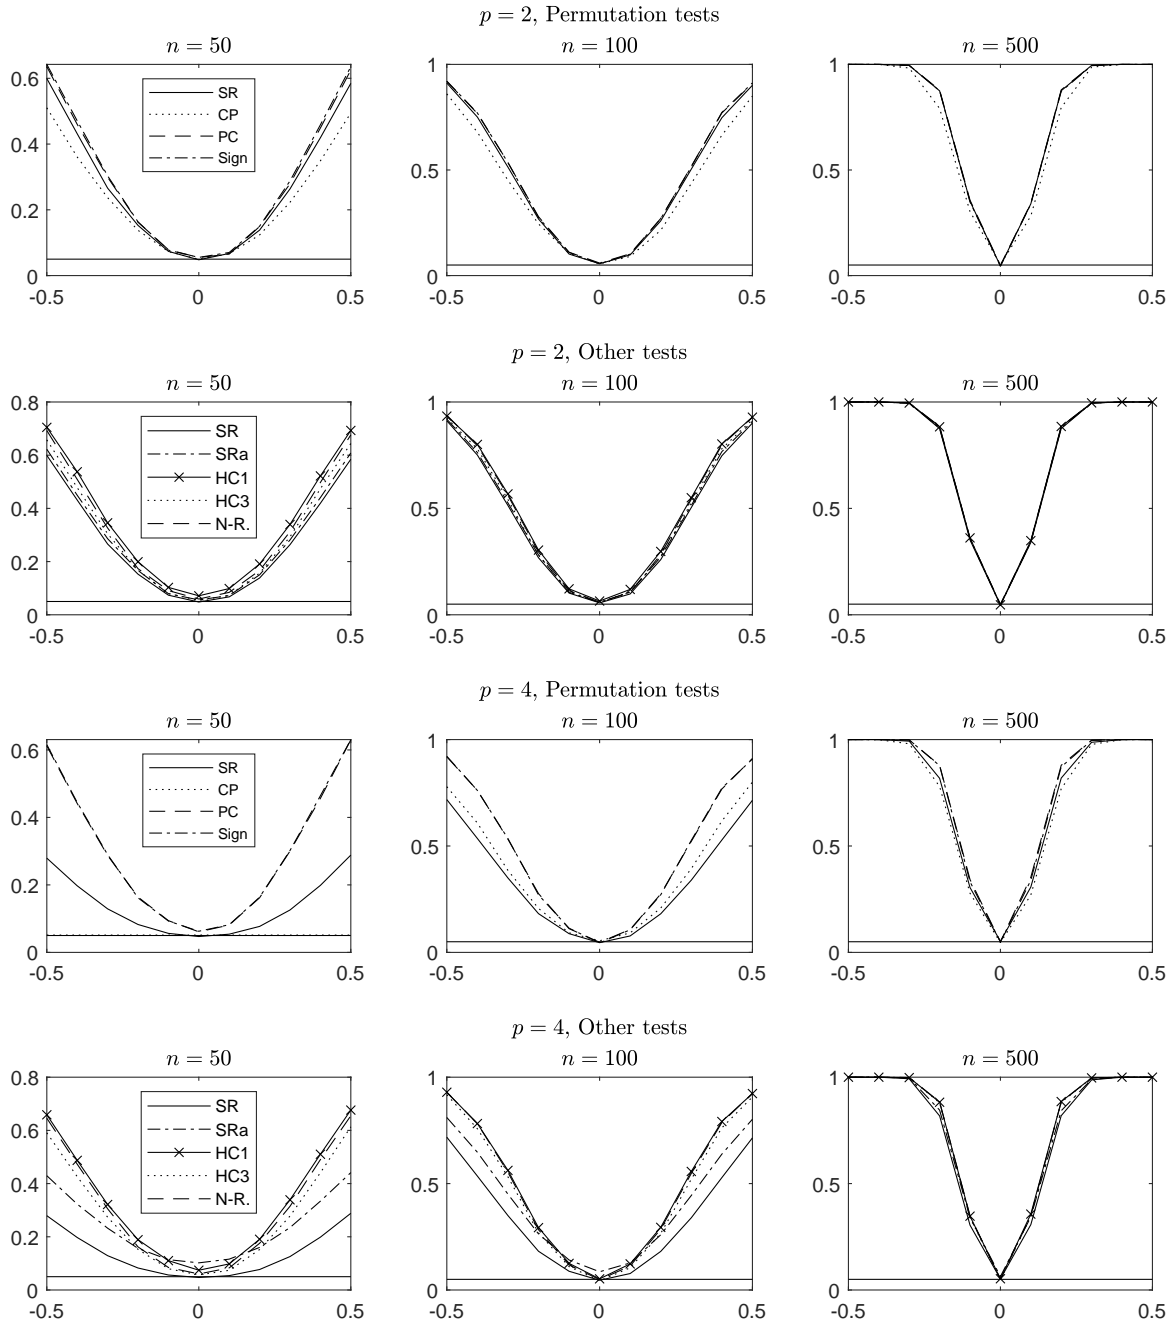 p = 2, Permutation tests
n = 50
n = 100
n = 500
0.6
0.4
0.2
0
SR
CP
PC
Sign
-0.5
0
0.5
1
0.5
0
-0.5
0
0.5
1
0.5
0
-0.5
0
0.5
p = 2, Other tests
n = 50
n = 100
n = 500
0.8
0.6
0.4
0.2
0
SR
SRa
HC1
HC3
N-R.
-0.5
0
0.5
1
0.5
0
-0.5
0
0.5
1
0.5
0
-0.5
0
0.5
p = 4, Permutation tests
n = 50
n = 100
n = 500
0.6
0.4
0.2
0
SR
CP
PC
Sign
-0.5
0
0.5
1
0.5
0
-0.5
0
0.5
1
0.5
0
-0.5
0
0.5
p = 4, Other tests
n = 50
n = 100
n = 500
0.8
0.6
0.4
0.2
0
SR
SRa
HC1
HC3
N-R.
-0.5
0
0.5
1
0.5
0
-0.5
0
0.5
1
0.5
0
-0.5
0
0.5